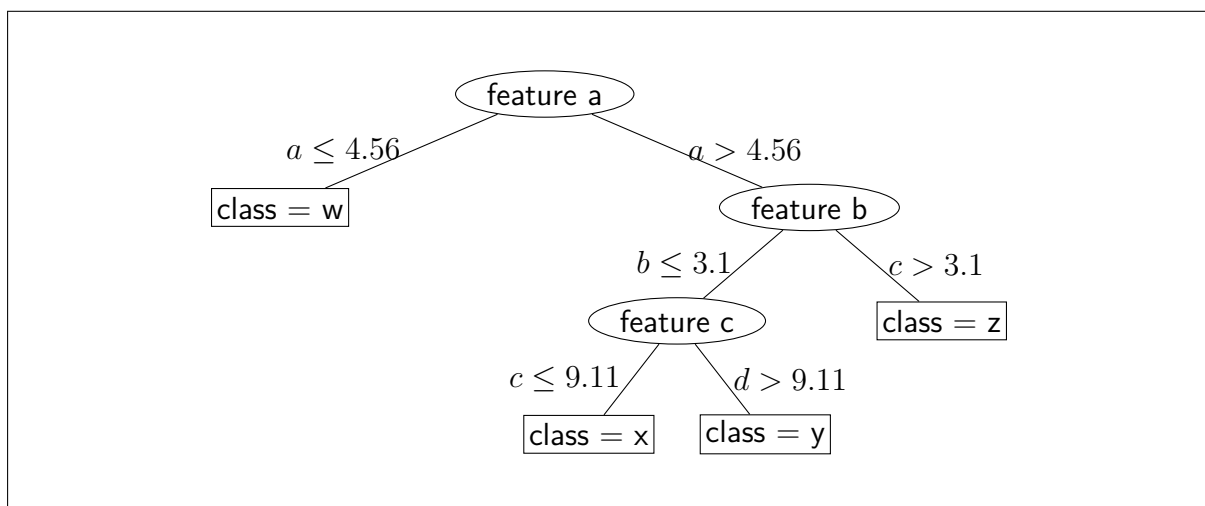 feature a
a ≤ 4.56
a > 4.56
class = w
feature b
b ≤ 3.1
c > 3.1
feature c
class = z
c ≤ 9.11
d > 9.11
class = x
class = y